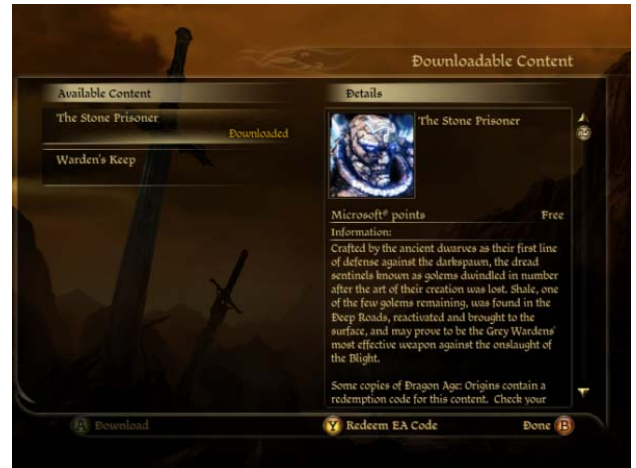 Downloadable Content
Available Content
The Stone Prisoner
Downloaded
Warden's Keep
Details
The Stone Prisoner
Microsoft® points Free
Information:
Crafted by the ancient dwarves as their first line
of defense against the darkspawn, the dread
sentinels known as golems dwindled in number
after the art of their creation was lost. Shale, one
of the few golems remaining, was found in the
Deep Roads, reactivated and brought to the
surface, and may prove to be the Grey Wardens'
most effective weapon against the onslaught of
the Blight.
Some copies of Dragon Age: Origins contain a
redemption code for this content. Check your
A Download
Y Redeem EA Code
Done B